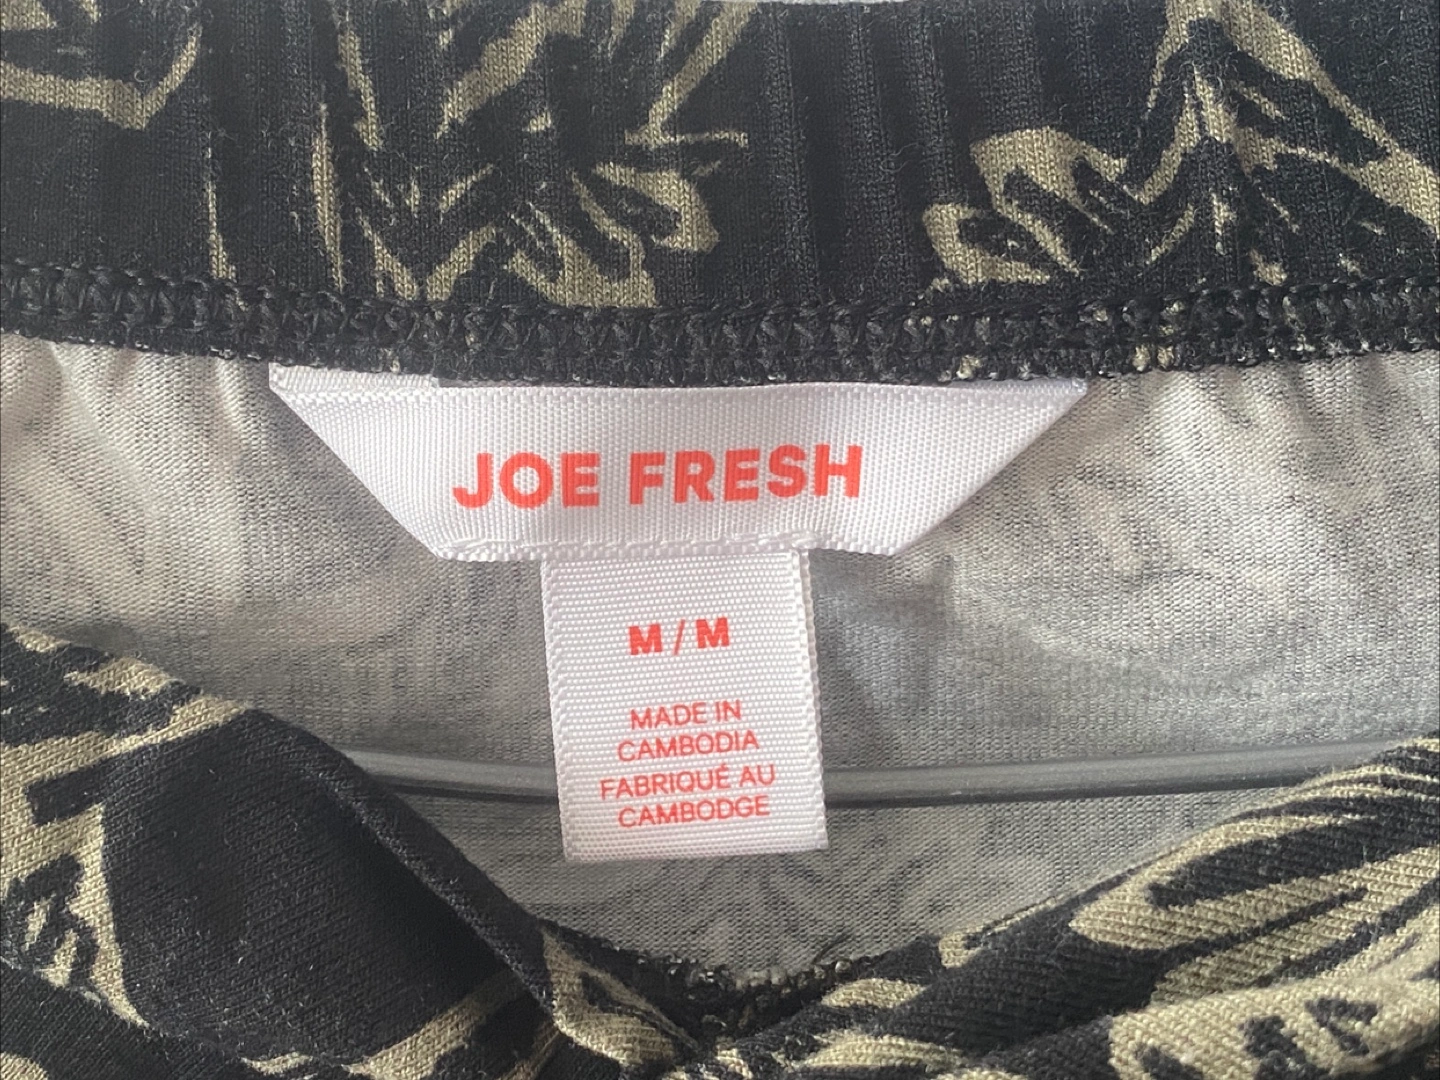 JOE FRESH
M / M
MADE IN
CAMBODIA
FABRIQUÉ AU
CAMBODGE